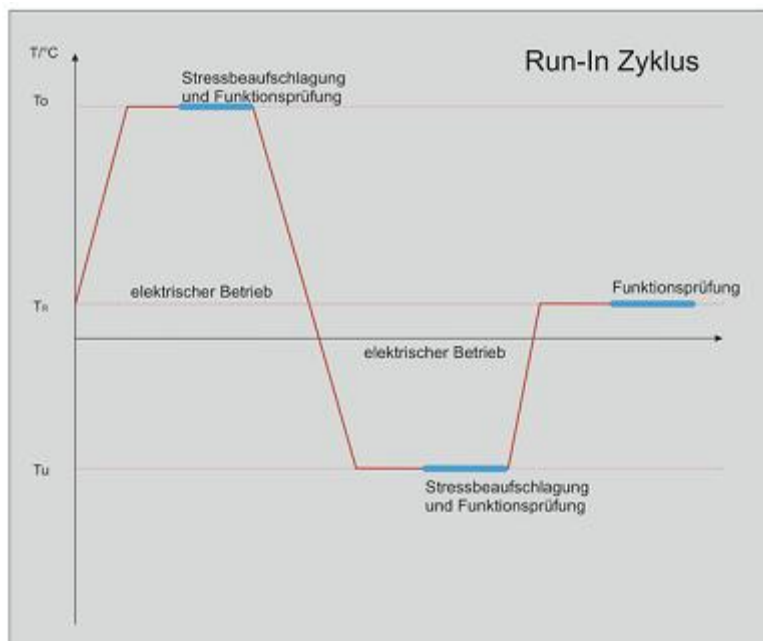 Run-In Zyklus
T/°C
Stressbeaufschlagung
und Funktionsprüfung
To
elektrischer Betrieb
Funktionsprüfung
TR
elektrischer Betrieb
Tu
Stressbeaufschlagung
und Funktionsprüfung